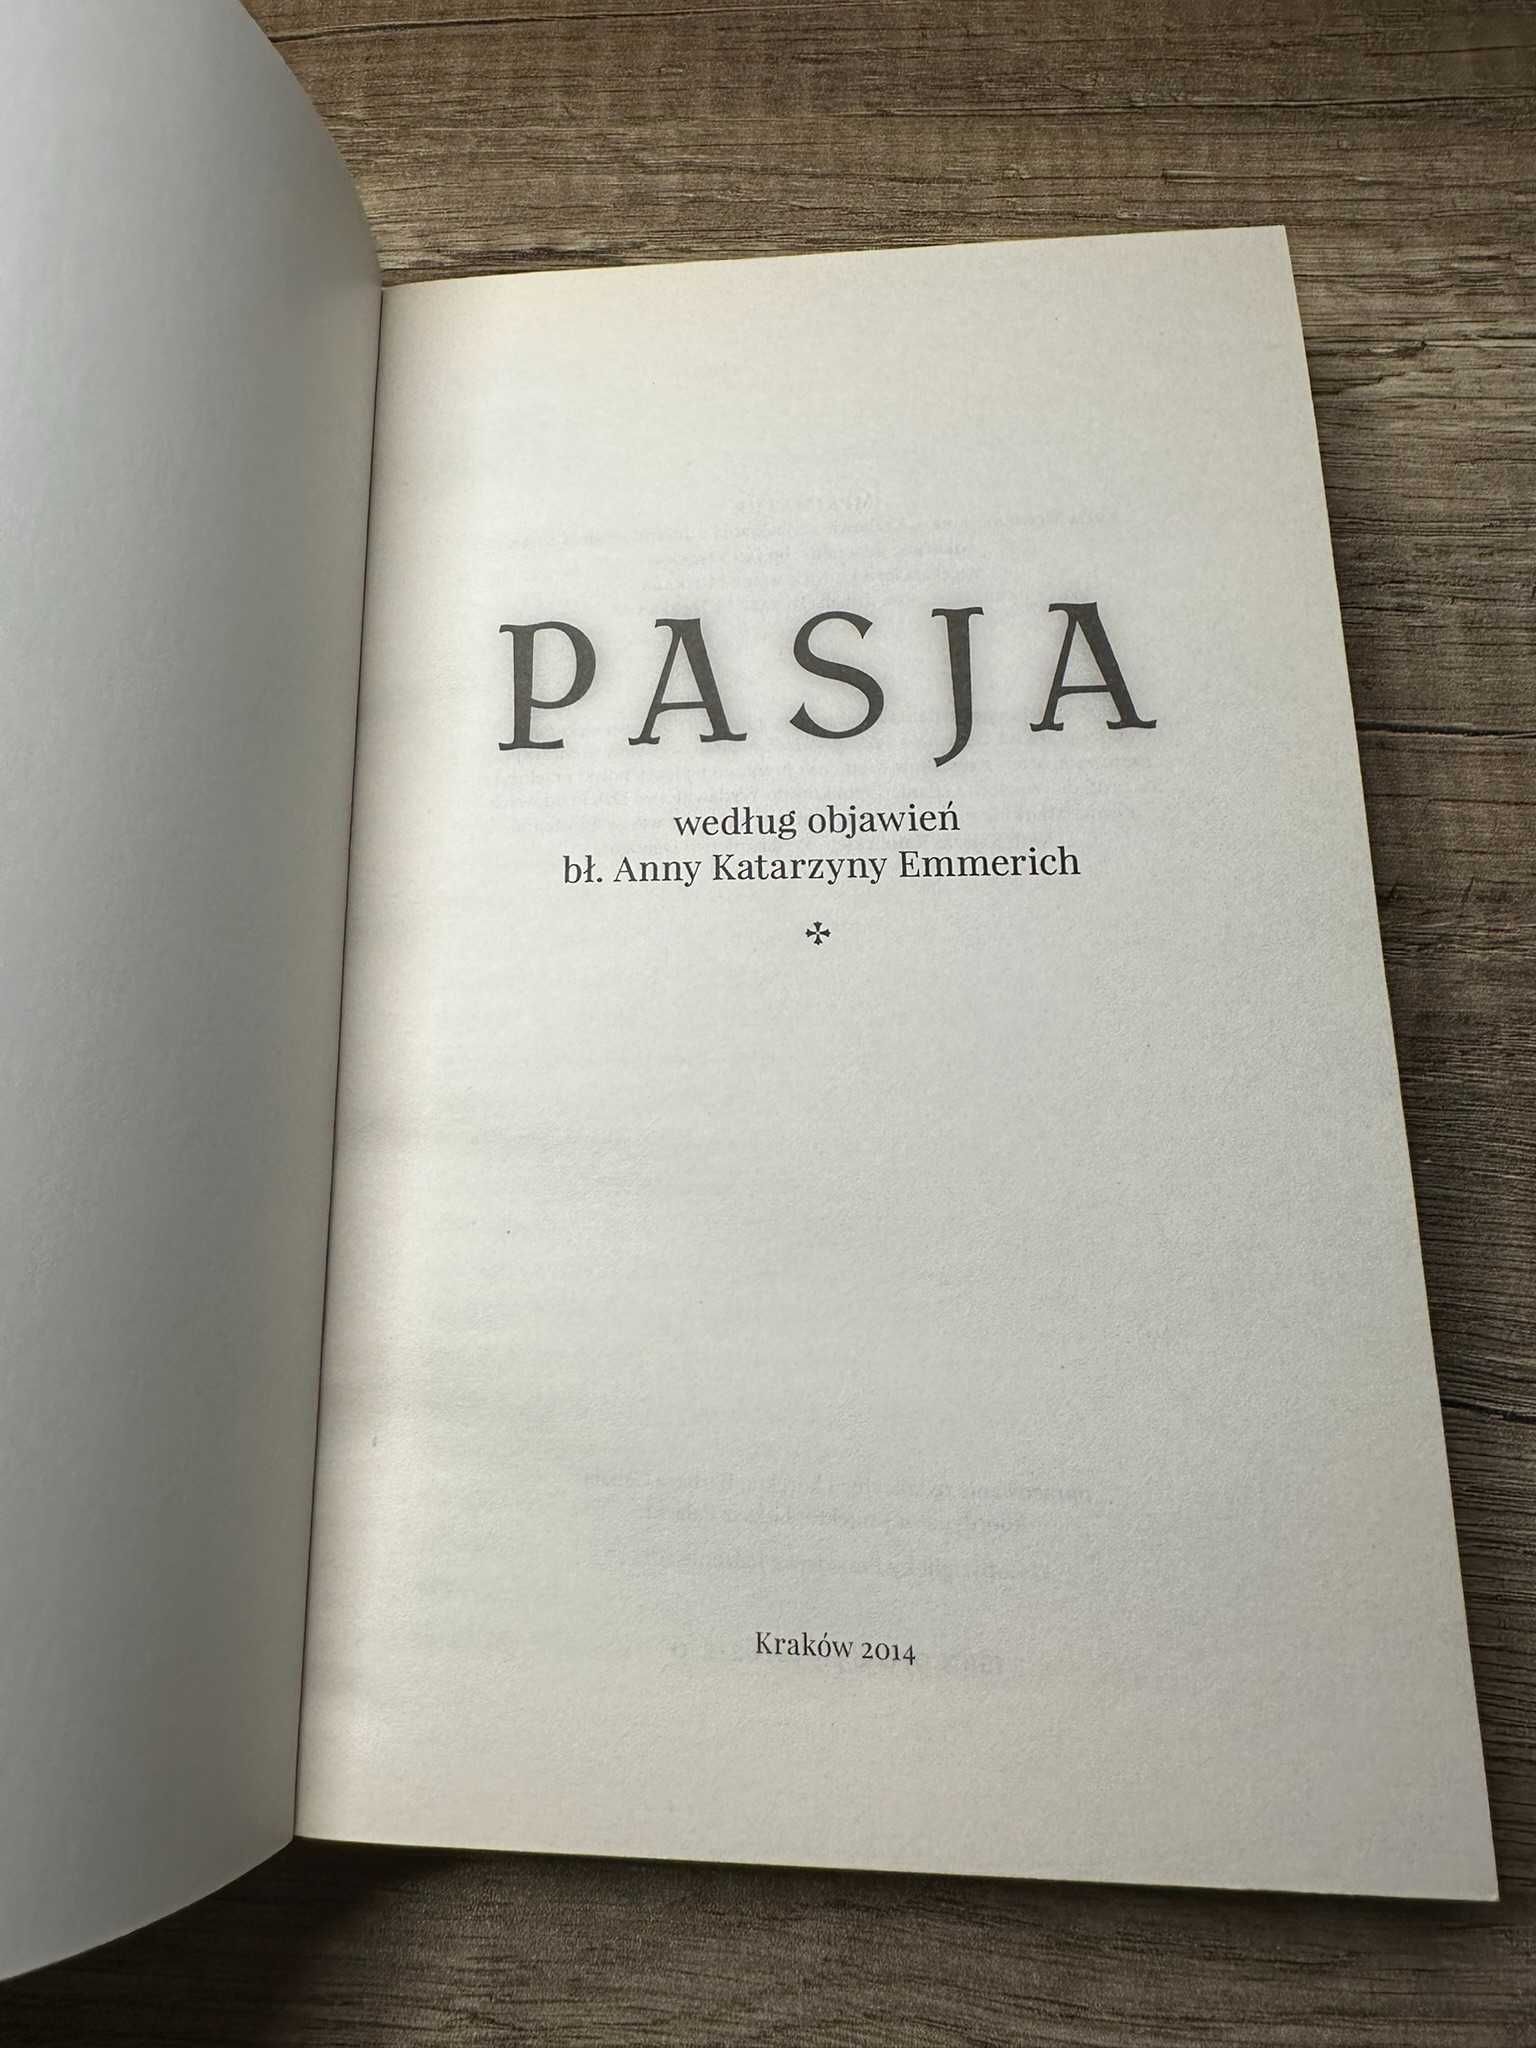 PASJA
według objawień
bł. Anny Katarzyny Emmerich
Kraków 2014